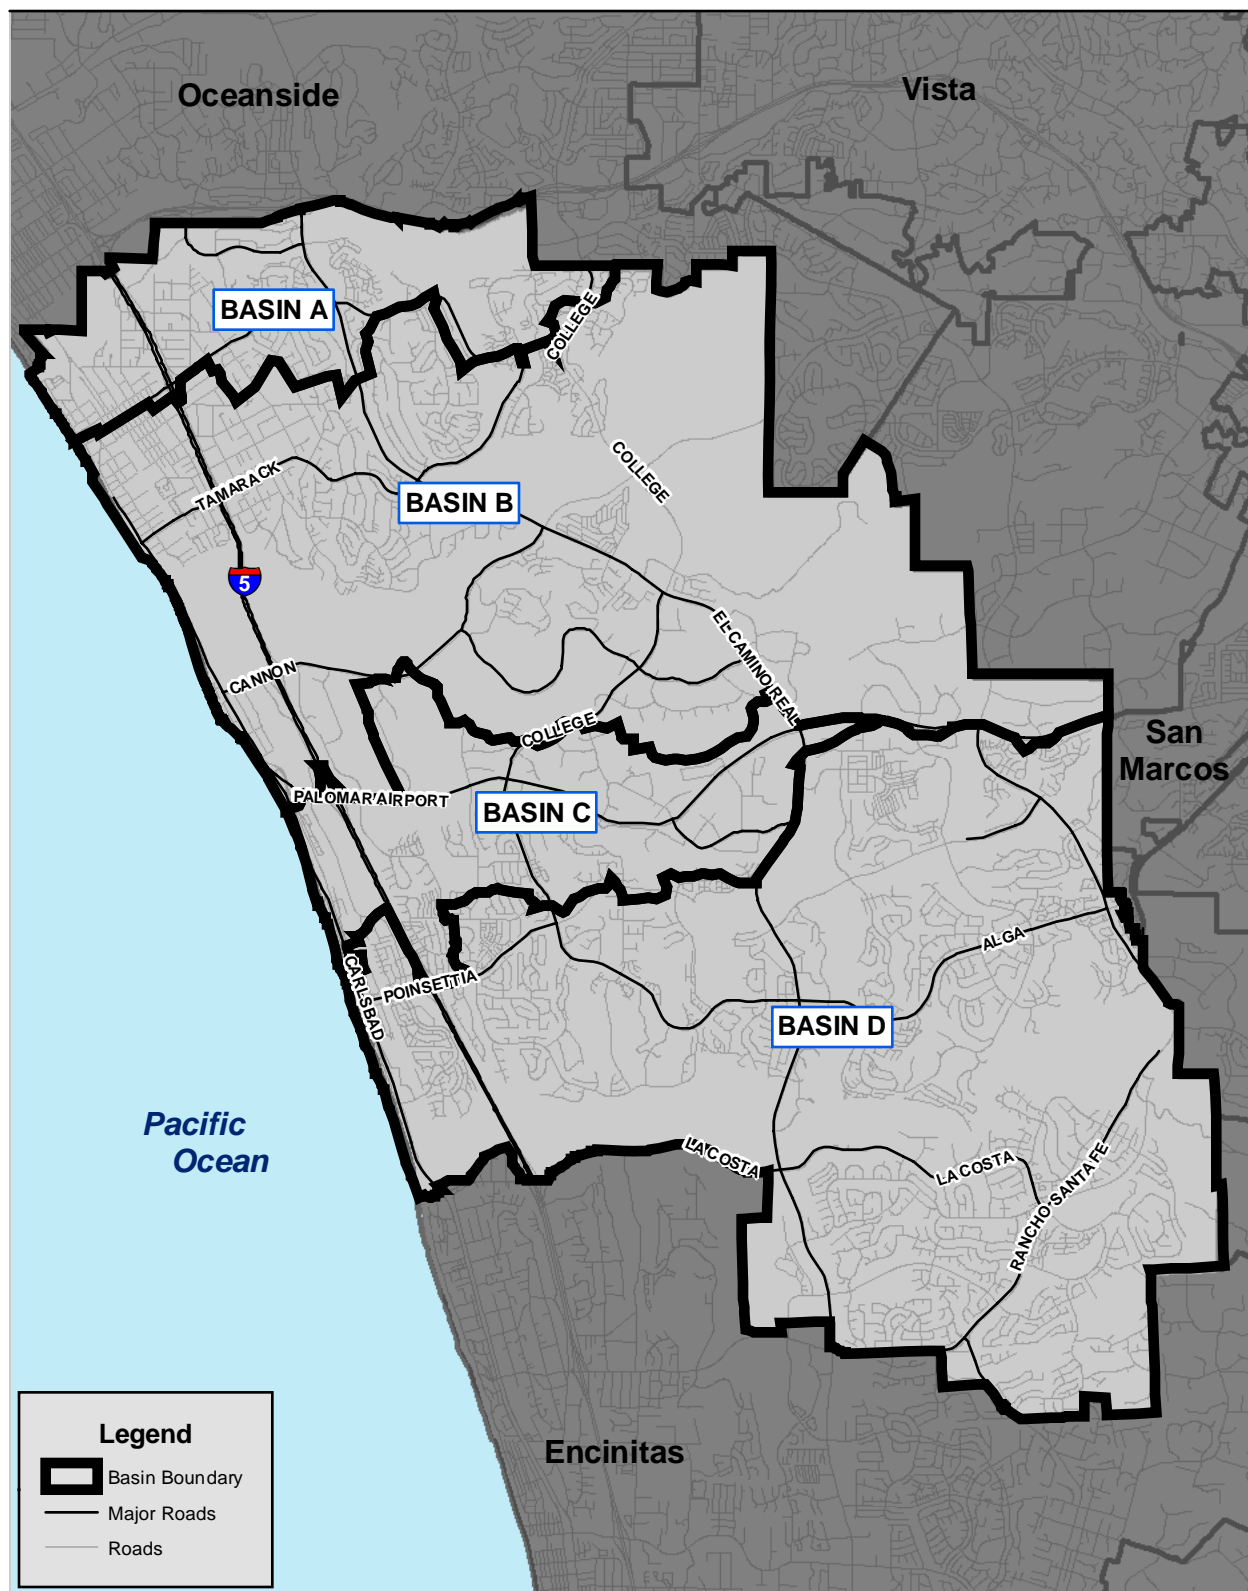 Oceanside
Vista
BASIN A
COLLEGE
COLLEGE
TAMARACK
BASIN B
5
EL CAMINO REAL
CANNON
COLLEGE
San
Marcos
PALOMAR AIRPORT
BASIN C
ALGA
CARLSBAD
POINSETTIA
BASIN D
Pacific
Ocean
LA COSTA
LA COSTA
RANCHO SANTA FE
Encinitas
Legend
Basin Boundary
Major Roads
Roads